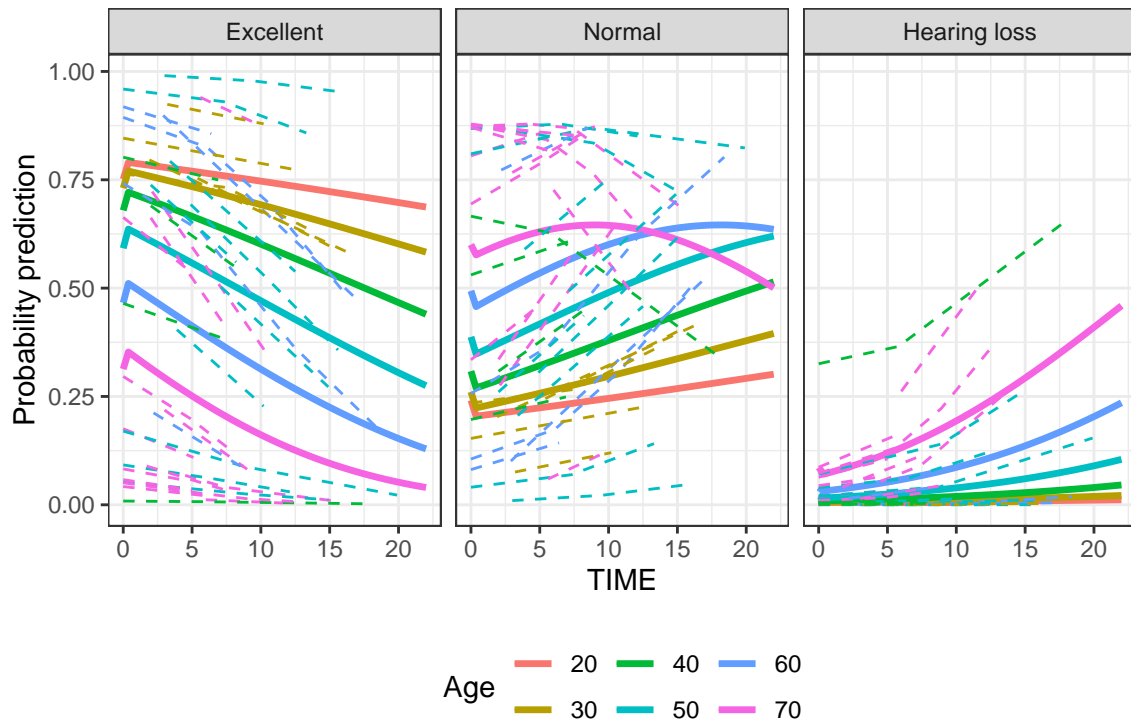 Excellent Normal Hearing loss
1.00
0.75
0.50
0.25
0.00
0 5 10 15 20 0 5 10 15 20 0 5 10 15 20
Probability prediction
TIME
Age
20 40 60
30 50 70